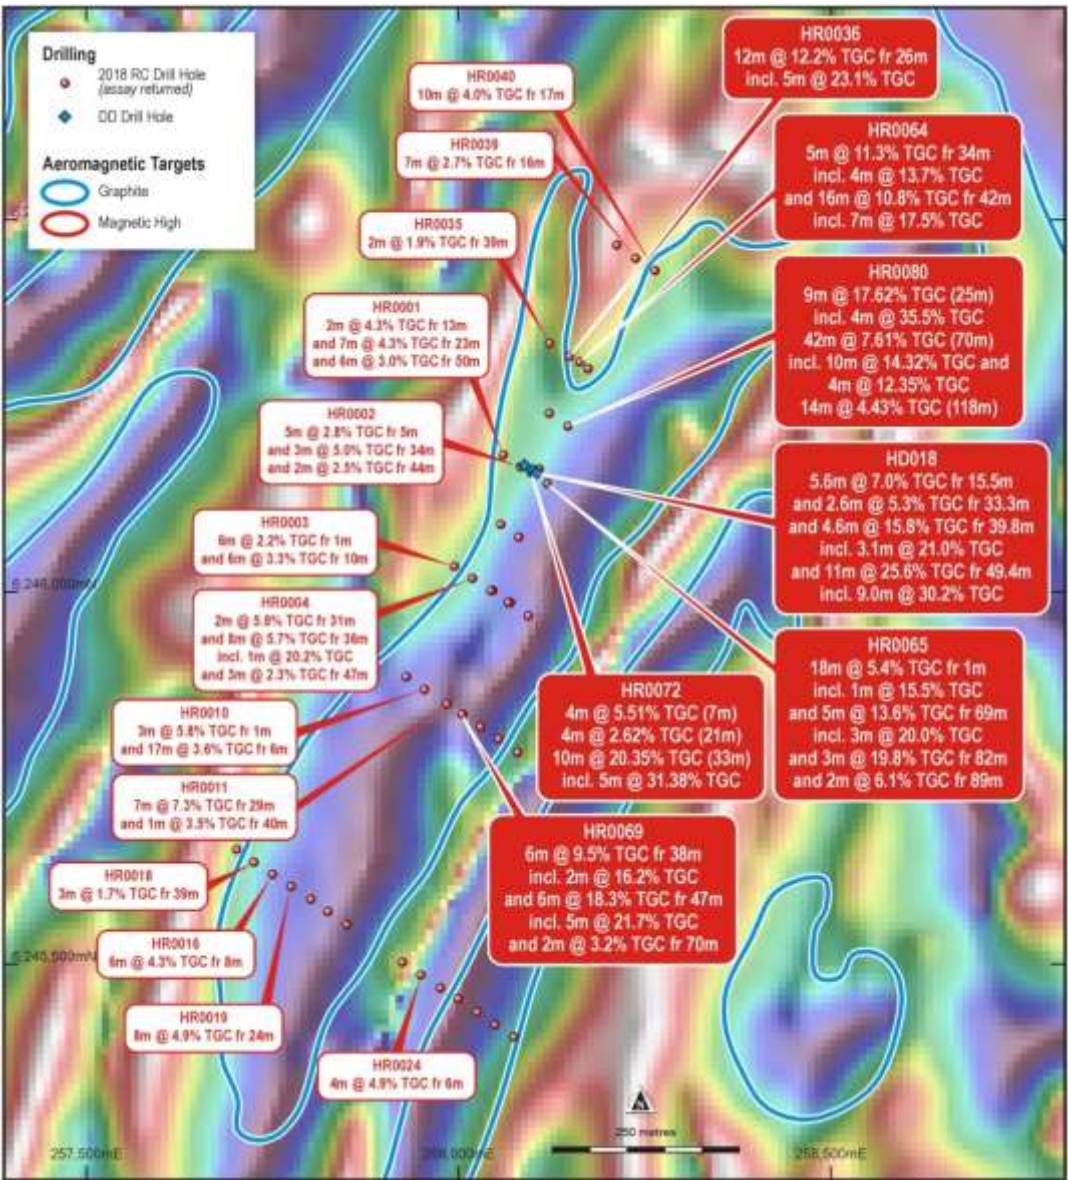 Drilling
2018 RC Drill Hole
(assay returned)
DD Drill Hole
Aeromagnetic Targets
Graphite
Magnetic High
HR0040
10m @ 4.0% TGC fr 17m
HR0039
7m @ 2.7% TGC fr 16m
HR0035
2m @ 1.9% TGC fr 39m
HR0001
2m @ 4.3% TGC fr 13m
and 7m @ 4.3% TGC fr 23m
and 6m @ 3.0% TGC fr 50m
HR0002
5m @ 2.8% TGC fr 5m
and 3m @ 5.0% TGC fr 34m
and 2m @ 2.5% TGC fr 44m
HR0003
6m @ 2.2% TGC fr 1m
and 6m @ 3.3% TGC fr 10m
6,246,000mN
HR0004
2m @ 5.8% TGC fr 31m
and 8m @ 5.7% TGC fr 36m
incl. 1m @ 20.2% TGC
and 5m @ 2.3% TGC fr 47m
HR0010
3m @ 5.8% TGC fr 1m
and 17m @ 3.6% TGC fr 6m
HR0011
7m @ 7.3% TGC fr 29m
and 1m @ 3.5% TGC fr 40m
HR0018
3m @ 1.7% TGC fr 39m
HR0016
6m @ 4.3% TGC fr 8m
6,245,500mN
HR0019
8m @ 4.9% TGC fr 24m
HR0024
4m @ 4.9% TGC fr 6m
HR0036
12m @ 12.2% TGC fr 26m
incl. 5m @ 23.1% TGC
HR0064
5m @ 11.3% TGC fr 34m
incl. 4m @ 13.7% TGC
and 16m @ 10.8% TGC fr 42m
incl. 7m @ 17.5% TGC
HR0080
9m @ 17.62% TGC (25m)
incl. 4m @ 35.5% TGC
42m @ 7.61% TGC (70m)
incl. 10m @ 14.32% TGC and
4m @ 12.35% TGC
14m @ 4.43% TGC (118m)
HD018
5.6m @ 7.0% TGC fr 15.5m
and 2.6m @ 5.3% TGC fr 33.3m
and 4.6m @ 15.8% TGC fr 39.8m
incl. 3.1m @ 21.0% TGC
and 11m @ 25.6% TGC fr 49.4m
incl. 9.0m @ 30.2% TGC
HR0065
18m @ 5.4% TGC fr 1m
incl. 1m @ 15.5% TGC
and 5m @ 13.6% TGC fr 69m
incl. 3m @ 20.0% TGC
and 3m @ 19.8% TGC fr 82m
and 2m @ 6.1% TGC fr 89m
HR0072
4m @ 5.51% TGC (7m)
4m @ 2.62% TGC (21m)
10m @ 20.35% TGC (33m)
incl. 5m @ 31.38% TGC
HR0069
6m @ 9.5% TGC fr 38m
incl. 2m @ 16.2% TGC
and 6m @ 18.3% TGC fr 47m
incl. 5m @ 21.7% TGC
and 2m @ 3.2% TGC fr 70m
250 metres
257,500mE
258,000mE
258,500mE